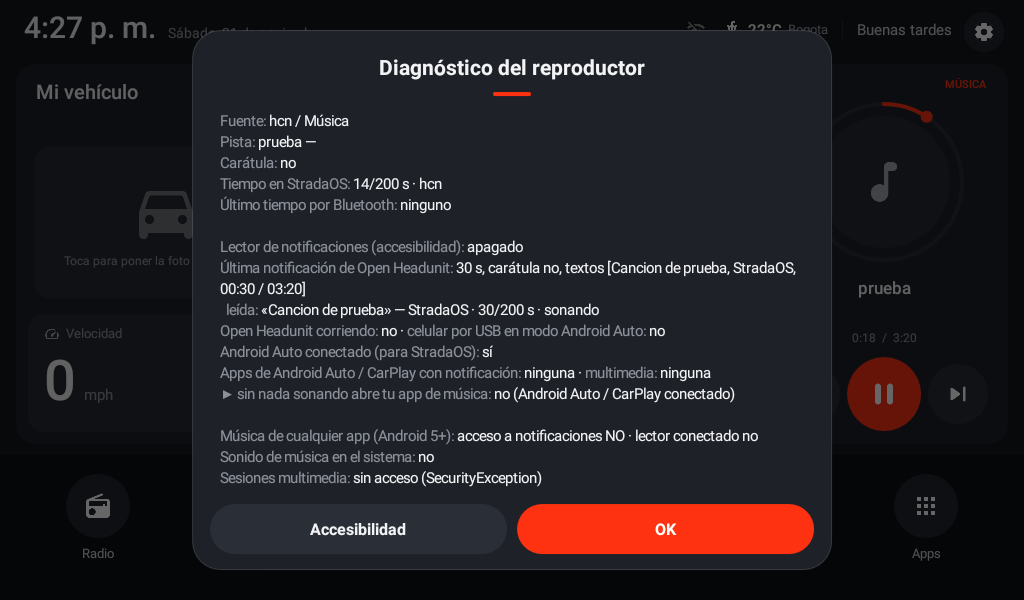 4:27 p. m.
Sábado
22°C Bogota
Buenas tardes
Mi vehículo
MÚSICA
Diagnóstico del reproductor
Fuente: hcn / Música
Pista: prueba —
Carátula: no
Tiempo en StradaOS: 14/200 s · hcn
Último tiempo por Bluetooth: ninguno
Lector de notificaciones (accesibilidad): apagado
Última notificación de Open Headunit: 30 s, carátula no, textos [Cancion de prueba, StradaOS,
00:30 / 03:20]
leída: «Cancion de prueba» — StradaOS · 30/200 s · sonando
Open Headunit corriendo: no · celular por USB en modo Android Auto: no
Android Auto conectado (para StradaOS): sí
Apps de Android Auto / CarPlay con notificación: ninguna · multimedia: ninguna
► sin nada sonando abre tu app de música: no (Android Auto / CarPlay conectado)
Música de cualquier app (Android 5+): acceso a notificaciones NO · lector conectado no
Sonido de música en el sistema: no
Sesiones multimedia: sin acceso (SecurityException)
Accesibilidad
OK
Toca para poner la foto
Velocidad
0 mph
prueba
0:18 / 3:20
Radio
Apps